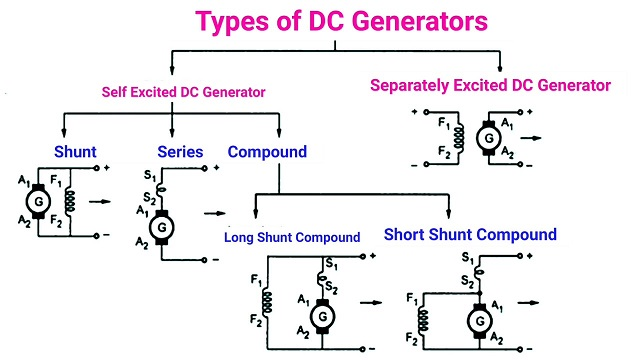 Types of DC Generators
Self Excited DC Generator
Separately Excited DC Generator
+ +
F1 A1
G
F2 A2
- -
Shunt Series Compound
A1 F1 +
G
A2 F2 -
S1 +
S2
A1
G
A2
-
Long Shunt Compound Short Shunt Compound
S1 +
F1 S2
A1
F2 G
A2
-
S1 +
S2
F1 A1
G
F2 A2
-